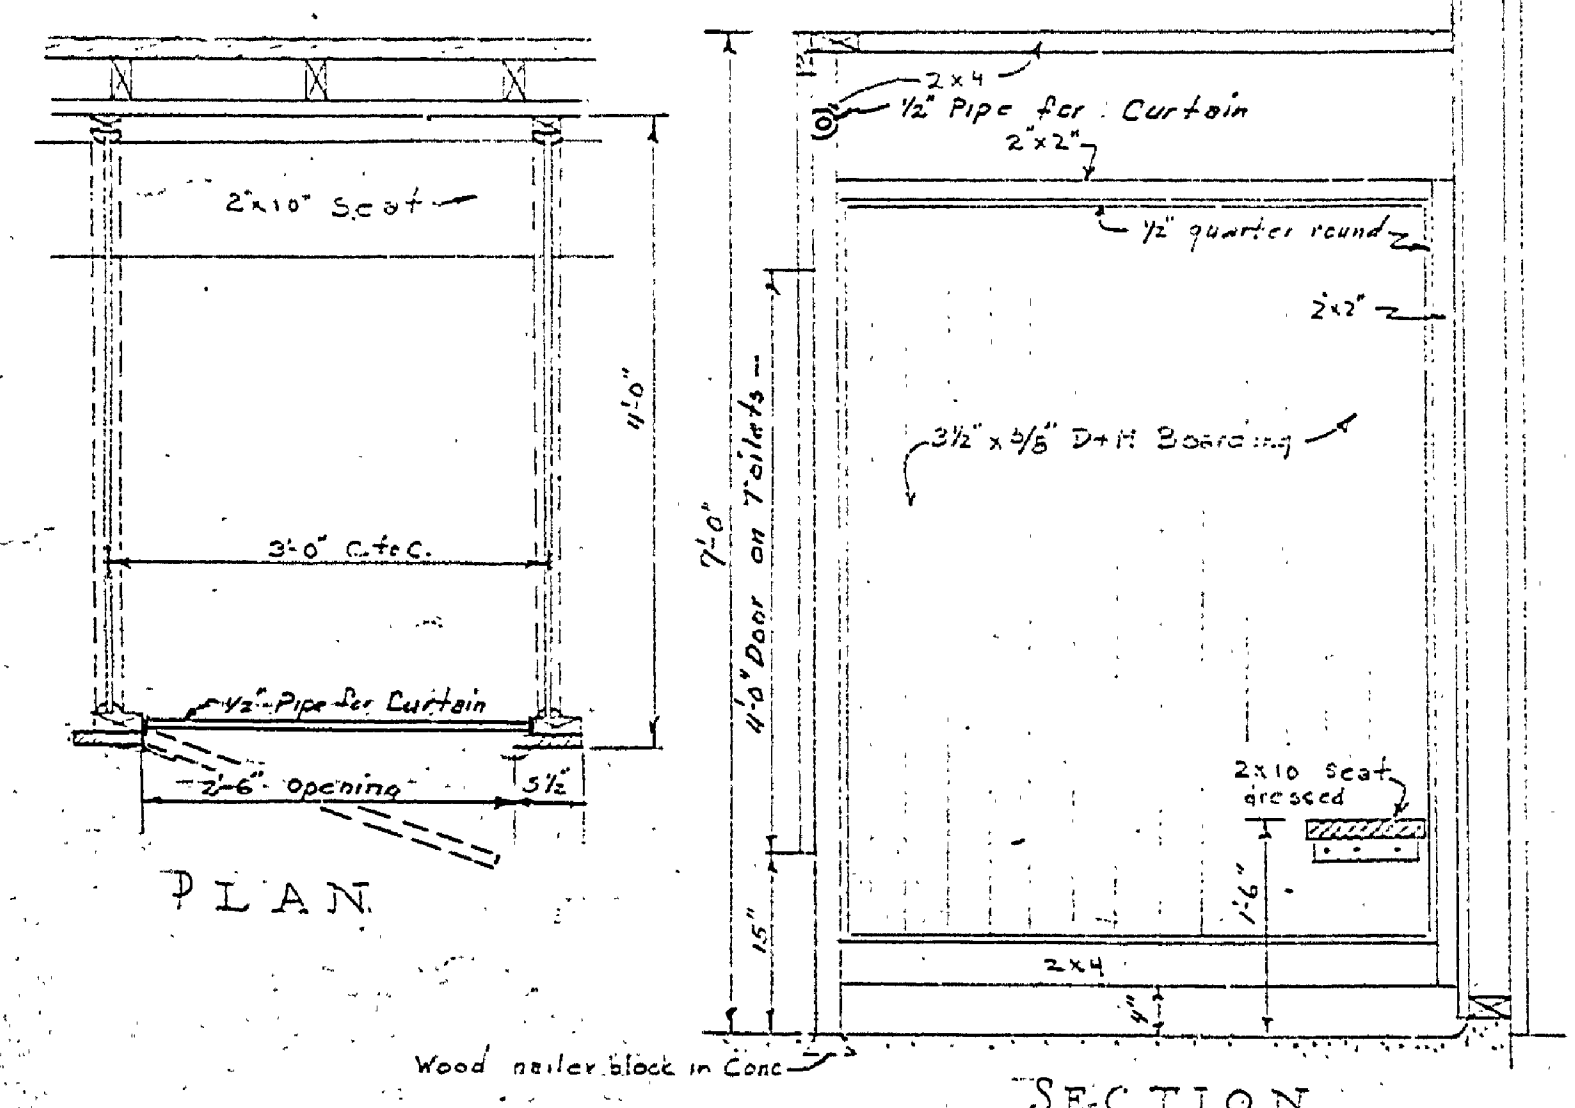 2"x10" Seat
4'-0"
3'-0" C. to C.
1/2" Pipe for Curtain
2'-6" Opening
5 1/2"
PLAN
2x4
1/2" Pipe for Curtain
2"x2"
1/2" quarter round
2"x2"
3 1/2" x 5/8" D+M Boarding
7'-0"
4'-0" Door on Toilets
15"
2x10 Seat
dressed
1'-6"
2x4
4"
Wood nailer block in Conc
SECTION